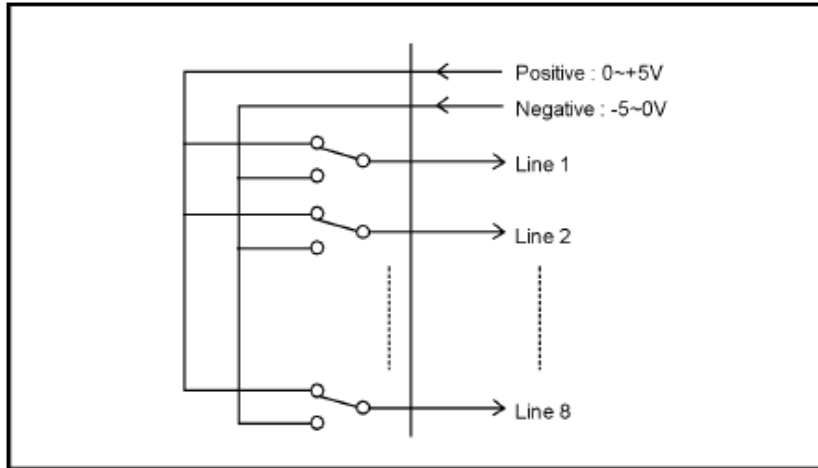 Positive : 0~+5V
Negative : -5~0V
Line 1
Line 2
Line 8